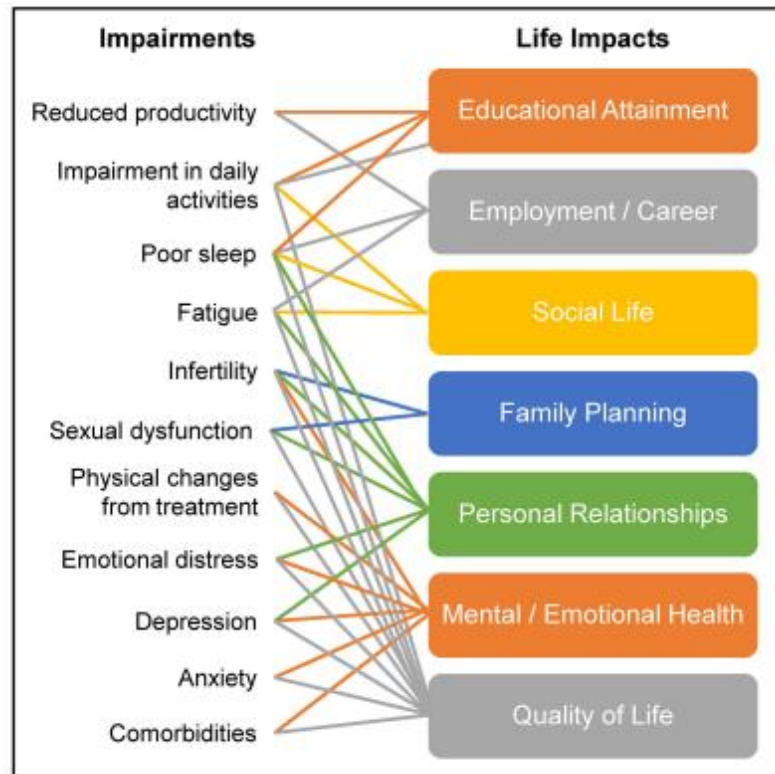 Impairments
Life Impacts
Reduced productivity
Impairment in daily
activities
Poor sleep
Fatigue
Infertility
Sexual dysfunction
Physical changes
from treatment
Emotional distress
Depression
Anxiety
Comorbidities
Educational Attainment
Employment / Career
Social Life
Family Planning
Personal Relationships
Mental / Emotional Health
Quality of Life